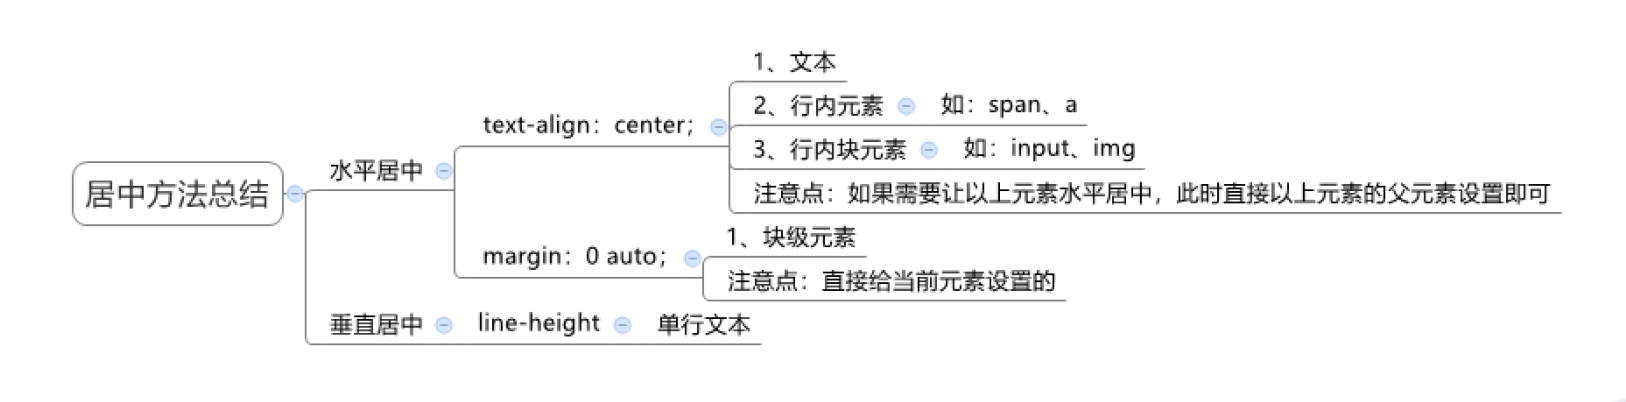 居中方法总结
水平居中
text-align：center；
1、文本
2、行内元素 如：span、a
3、行内块元素 如：input、img
注意点：如果需要让以上元素水平居中，此时直接以上元素的父元素设置即可
margin：0 auto；
1、块级元素
注意点：直接给当前元素设置的
垂直居中 line-height 单行文本